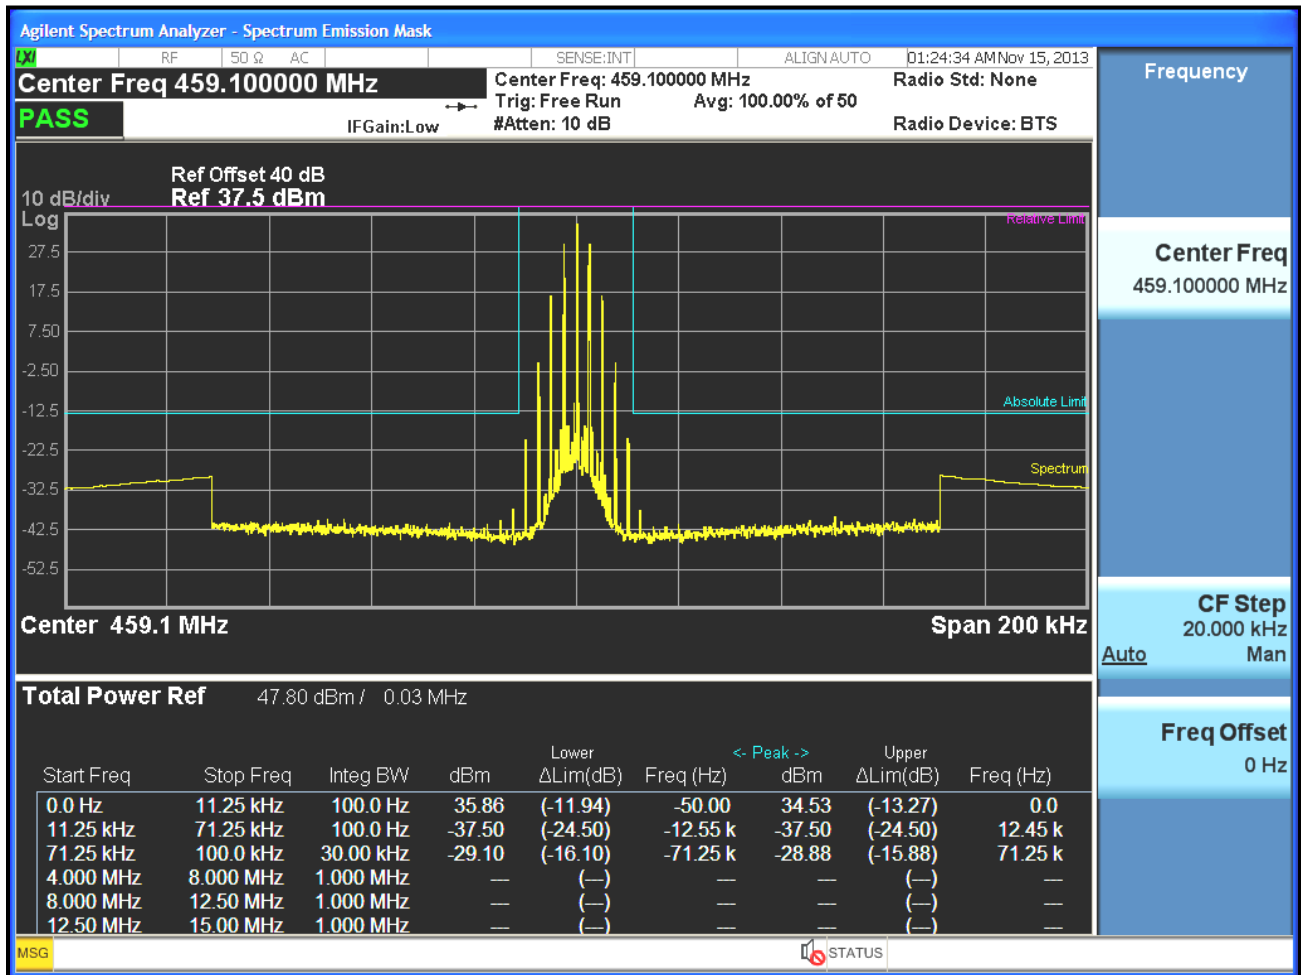 Agilent Spectrum Analyzer - Spectrum Emission Mask
LXI RF 50 Ω AC SENSE:INT ALIGN AUTO 01:24:34 AM Nov 15, 2013
Center Freq 459.100000 MHz
Center Freq: 459.100000 MHz
Radio Std: None
Trig: Free Run
Avg: 100.00% of 50
PASS
IFGain:Low
#Atten: 10 dB
Radio Device: BTS
Ref Offset 40 dB
10 dB/div
Ref 37.5 dBm
Log
Relative Limit
27.5
17.5
7.50
-2.50
Absolute Limit
-12.5
-22.5
Spectrum
-32.5
-42.5
-52.5
Center 459.1 MHz
Span 200 kHz
Total Power Ref 47.80 dBm / 0.03 MHz
Lower <- Peak -> Upper
Start Freq Stop Freq Integ BW dBm ΔLim(dB) Freq (Hz) dBm ΔLim(dB) Freq (Hz)
0.0 Hz 11.25 kHz 100.0 Hz 35.86 (-11.94) -50.00 34.53 (-13.27) 0.0
11.25 kHz 71.25 kHz 100.0 Hz -37.50 (-24.50) -12.55 k -37.50 (-24.50) 12.45 k
71.25 kHz 100.0 kHz 30.00 kHz -29.10 (-16.10) -71.25 k -28.88 (-15.88) 71.25 k
4.000 MHz 8.000 MHz 1.000 MHz --- (---) --- --- (---) ---
8.000 MHz 12.50 MHz 1.000 MHz --- (---) --- --- (---) ---
12.50 MHz 15.00 MHz 1.000 MHz --- (---) --- --- (---) ---
MSG
STATUS
Frequency
Center Freq
459.100000 MHz
CF Step
20.000 kHz
Auto Man
Freq Offset
0 Hz